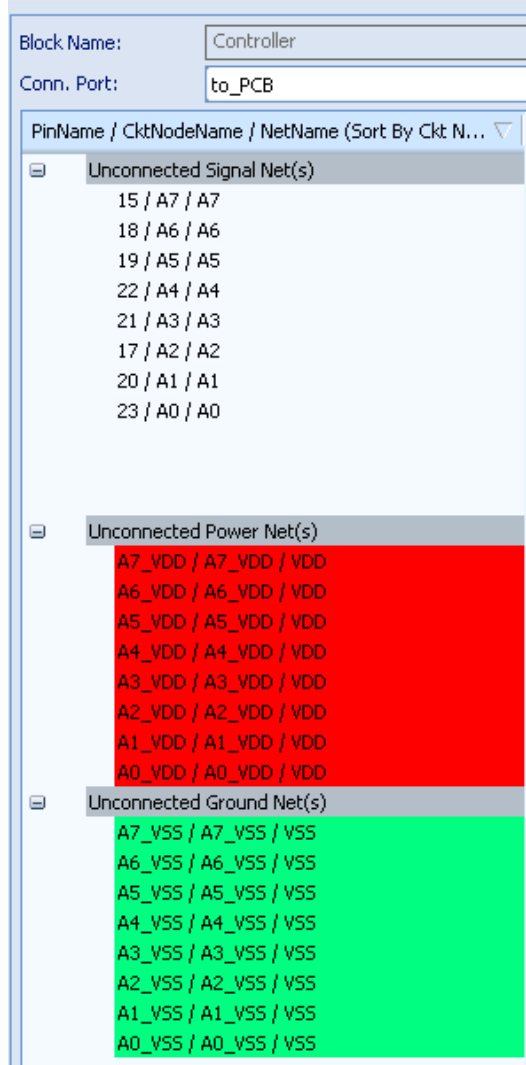 Block Name: Controller
Conn. Port: to_PCB
PinName / CktNodeName / NetName (Sort By Ckt N...
Unconnected Signal Net(s)
15 / A7 / A7
18 / A6 / A6
19 / A5 / A5
22 / A4 / A4
21 / A3 / A3
17 / A2 / A2
20 / A1 / A1
23 / A0 / A0
Unconnected Power Net(s)
A7_VDD / A7_VDD / VDD
A6_VDD / A6_VDD / VDD
A5_VDD / A5_VDD / VDD
A4_VDD / A4_VDD / VDD
A3_VDD / A3_VDD / VDD
A2_VDD / A2_VDD / VDD
A1_VDD / A1_VDD / VDD
A0_VDD / A0_VDD / VDD
Unconnected Ground Net(s)
A7_VSS / A7_VSS / VSS
A6_VSS / A6_VSS / VSS
A5_VSS / A5_VSS / VSS
A4_VSS / A4_VSS / VSS
A3_VSS / A3_VSS / VSS
A2_VSS / A2_VSS / VSS
A1_VSS / A1_VSS / VSS
A0_VSS / A0_VSS / VSS